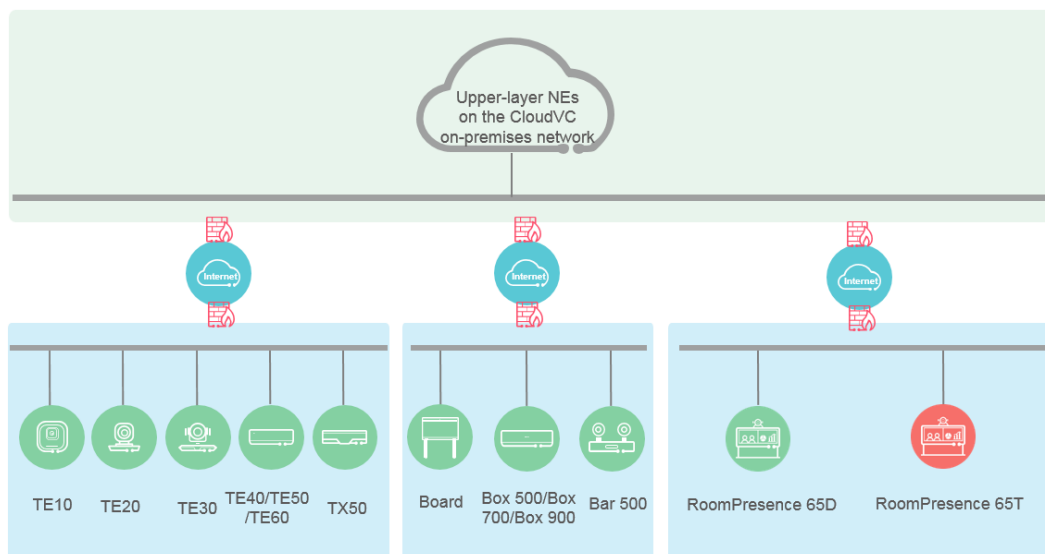 Upper-layer NEs
on the CloudVC
on-premises network
Internet
Internet
Internet
TE10
TE20
TE30
TE40/TE50
/TE60
TX50
Board
Box 500/Box
700/Box 900
Bar 500
RoomPresence 65D
RoomPresence 65T